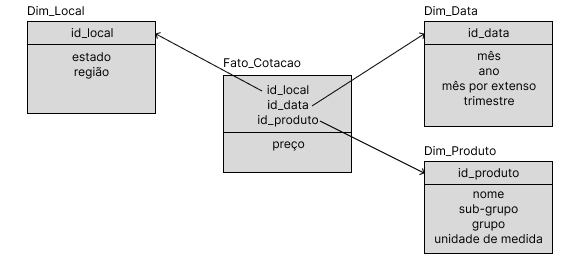 Dim_Local
id_local
estado
região
Fato_Cotacao
id_local
id_data
id_produto
preço
Dim_Data
id_data
mês
ano
mês por extenso
trimestre
Dim_Produto
id_produto
nome
sub-grupo
grupo
unidade de medida